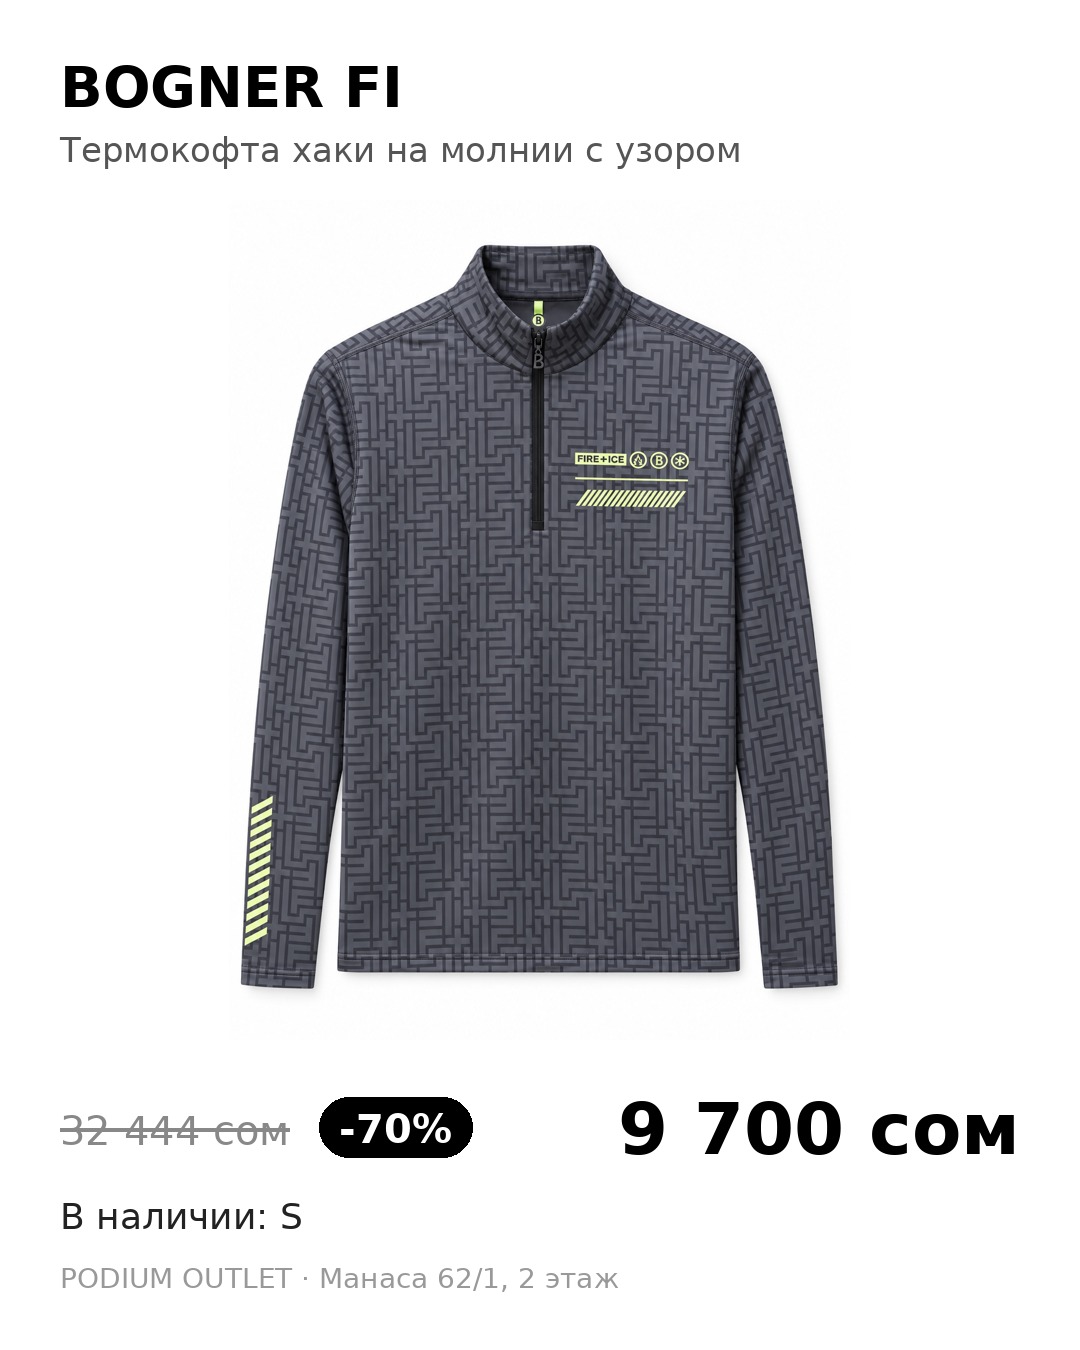 BOGNER FI
Термокофта хаки на молнии с узором
B
B
FIRE+ICE B
32 444 сом -70% 9 700 сом
В наличии: S
PODIUM OUTLET · Манаса 62/1, 2 этаж